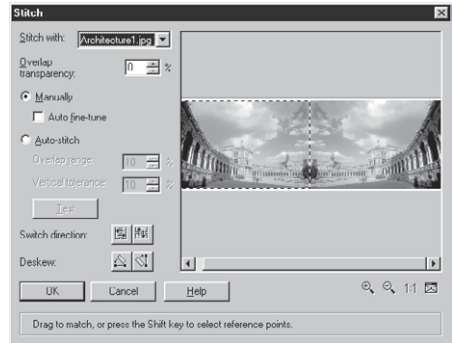 Stitch
Stitch with: Architecture1.jpg
Overlap transparency: 0 %
Manually
Auto fine-tune
Auto-stitch
Overlap range: 10 %
Vertical tolerance: 10 %
Test
Switch direction:
Deskew:
OK Cancel Help 1:1
Drag to match, or press the Shift key to select reference points.